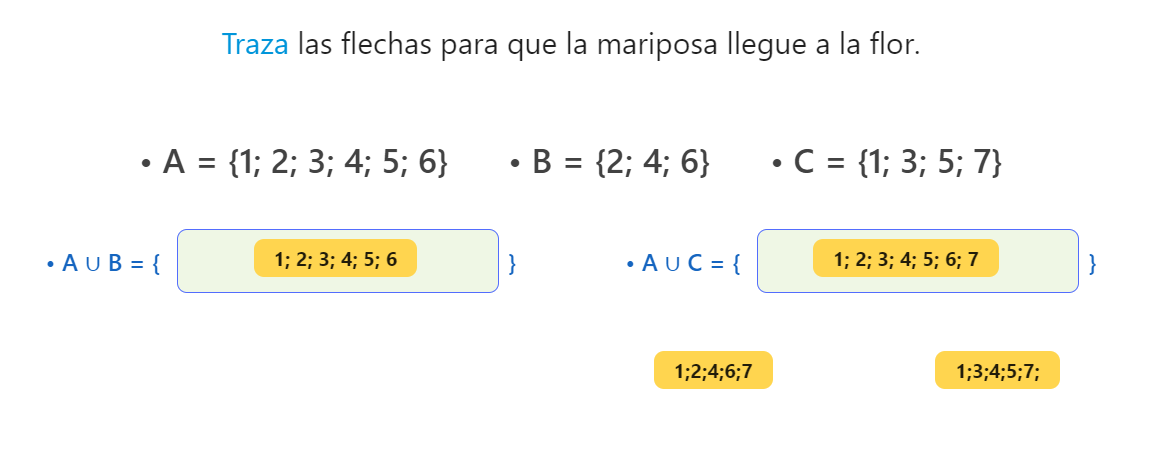 Traza las flechas para que la mariposa llegue a la flor.
• A = {1; 2; 3; 4; 5; 6} • B = {2; 4; 6} • C = {1; 3; 5; 7}
• A ∪ B = { 1; 2; 3; 4; 5; 6 } • A ∪ C = { 1; 2; 3; 4; 5; 6; 7 }
1;2;4;6;7 1;3;4;5;7;